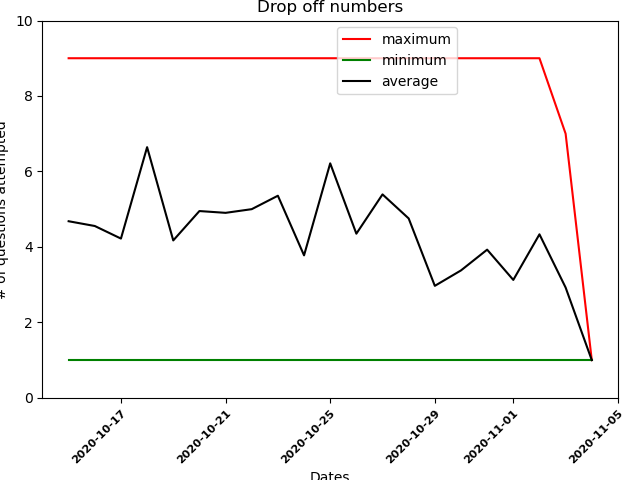 Drop off numbers
maximum
minimum
average
# of questions attempted
10
8
6
4
2
0
2020-10-17
2020-10-21
2020-10-25
2020-10-29
2020-11-01
2020-11-05
Dates